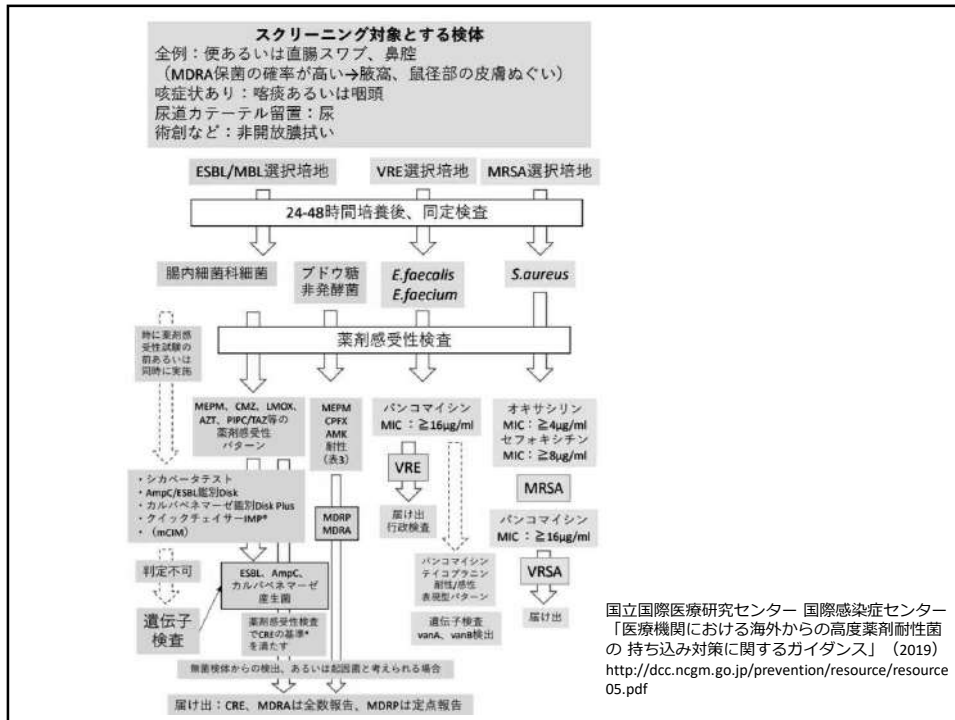 スクリーニング対象とする検体
全例：便あるいは直腸スワブ、鼻腔
（MDRA保菌の確率が高い→腋窩、鼠径部の皮膚ぬぐい）
咳症状あり：喀痰あるいは咽頭
尿道カテーテル留置：尿
術創など：非開放膿拭い
ESBL/MBL選択培地
VRE選択培地
MRSA選択培地
24-48時間培養後、同定検査
腸内細菌科細菌
ブドウ糖
非発酵菌
E.faecalis
E.faecium
S.aureus
薬剤感受性検査
時に薬剤感
受性試験の
前あるいは
同時に実施
MEPM、CMZ、LMOX、
AZT、PIPC/TAZ等の
薬剤感受性
パターン
MEPM
CPFX
AMK
耐性
（表3）
バンコマイシン
MIC：≧16μg/ml
オキサシリン
MIC：≧4μg/ml
セフォキシチン
MIC：≧8μg/ml
VRE
MRSA
・シカベータテスト
・AmpC/ESBL鑑別Disk
・カルバペネマーゼ鑑別Disk Plus
・クイックチェイサーIMP®
・（mCIM）
MDRP
MDRA
届け出
行政検査
バンコマイシン
MIC：≧16μg/ml
判定不可
ESBL、AmpC、
カルバペネマーゼ
産生菌
バンコマイシン
テイコプラニン
耐性/感性
表現型パターン
VRSA
遺伝子
検査
薬剤感受性検査
でCREの基準*を
満たす
遺伝子検査
vanA、vanB検出
届け出
無菌検体からの検出、あるいは起因菌と考えられる場合
届け出：CRE、MDRAは全数報告、MDRPは定点報告
国立国際医療研究センター 国際感染症センター
「医療機関における海外からの高度薬剤耐性菌
の 持ち込み対策に関するガイダンス」（2019）
http://dcc.ncgm.go.jp/prevention/resource/resource
05.pdf